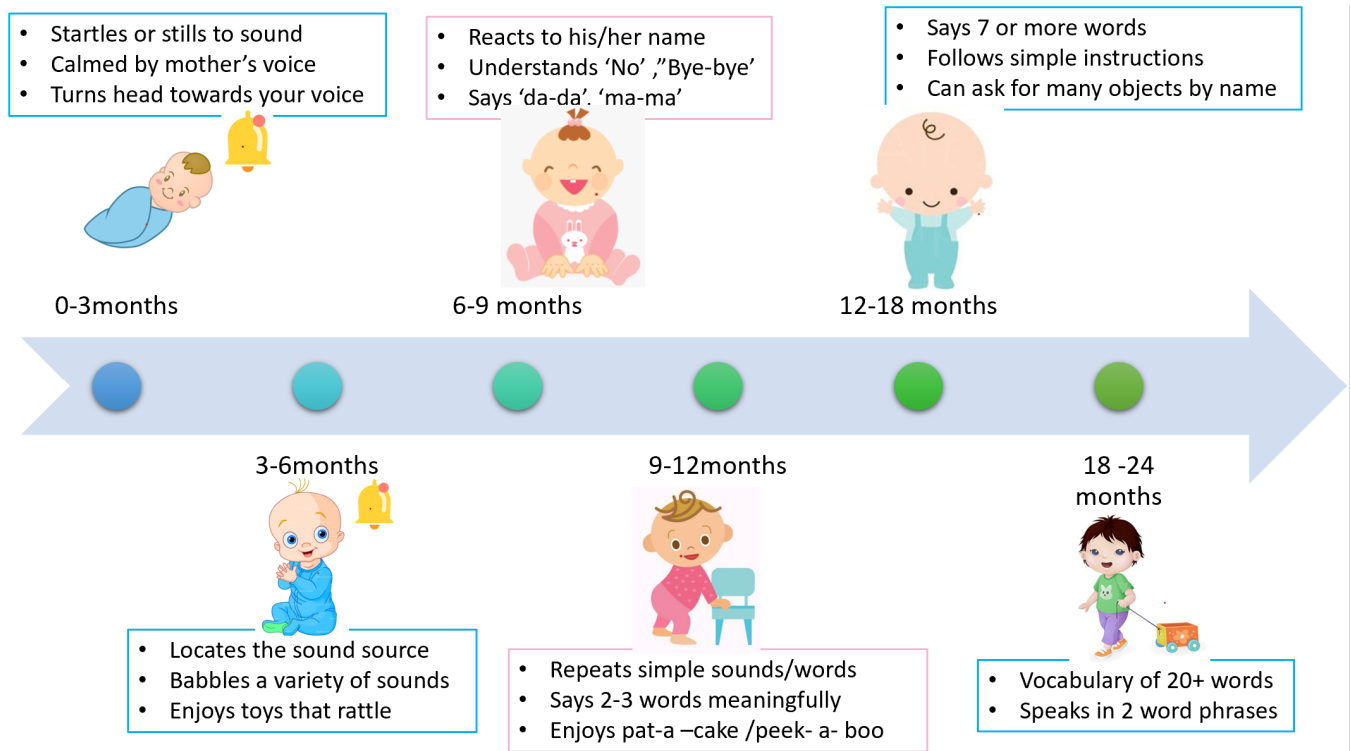 • Startles or stills to sound
• Calmed by mother’s voice
• Turns head towards your voice
0-3months
3-6months
• Locates the sound source
• Babbles a variety of sounds
• Enjoys toys that rattle
• Reacts to his/her name
• Understands ‘No’ ,”Bye-bye’
• Says ‘da-da’, ‘ma-ma’
6-9 months
9-12months
• Repeats simple sounds/words
• Says 2-3 words meaningfully
• Enjoys pat-a –cake /peek- a- boo
• Says 7 or more words
• Follows simple instructions
• Can ask for many objects by name
12-18 months
18 -24
months
• Vocabulary of 20+ words
• Speaks in 2 word phrases